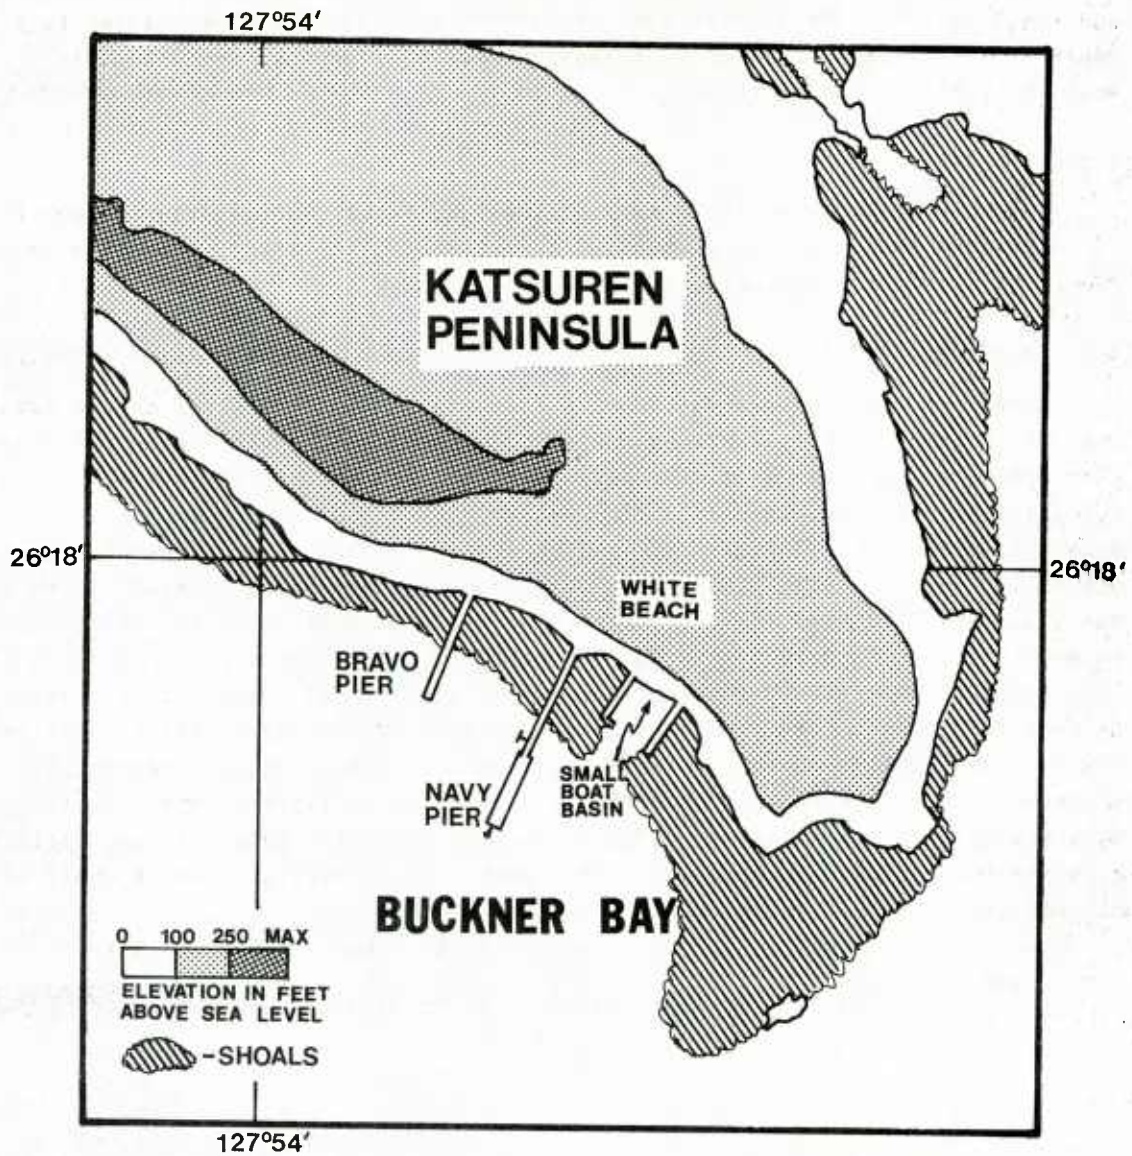 127°54'
KATSUREN
PENINSULA
26°18'
26°18'
WHITE
BEACH
BRAVO
PIER
NAVY
PIER
SMALL
BOAT
BASIN
BUCKNER BAY
0 100 250 MAX
ELEVATION IN FEET
ABOVE SEA LEVEL
-SHOALS
127°54'